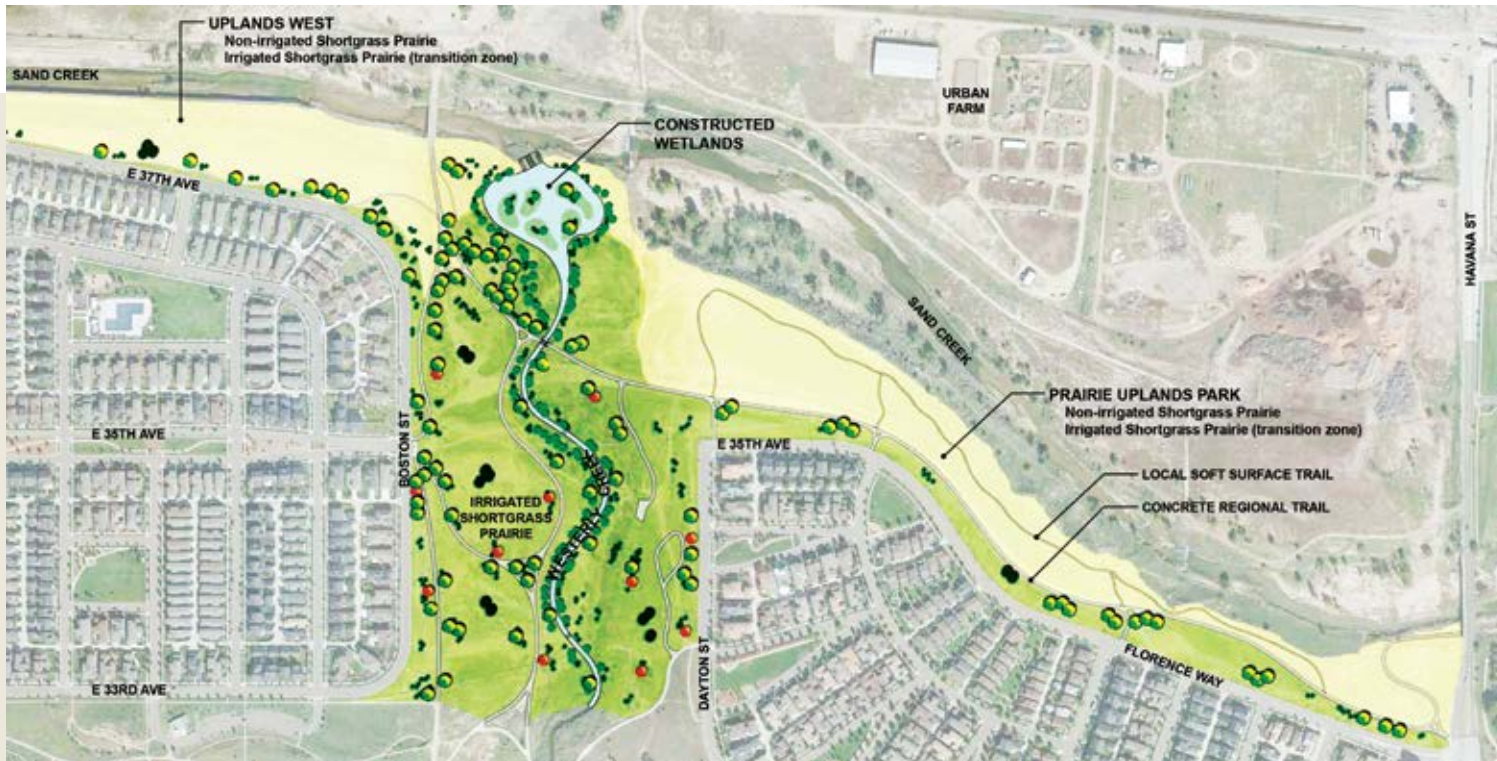 UPLANDS WEST
Non-irrigated Shortgrass Prairie
Irrigated Shortgrass Prairie (transition zone)
SAND CREEK
URBAN
FARM
CONSTRUCTED
WETLANDS
E 37TH AVE
HAVANA ST
SAND CREEK
PRAIRIE UPLANDS PARK
Non-irrigated Shortgrass Prairie
Irrigated Shortgrass Prairie (transition zone)
E 35TH AVE
BOSTON ST
E 35TH AVE
LOCAL SOFT SURFACE TRAIL
CONCRETE REGIONAL TRAIL
IRRIGATED
SHORTGRASS
PRAIRIE
WESTERLY CREEK
DAYTON ST
FLORENCE WAY
E 33RD AVE